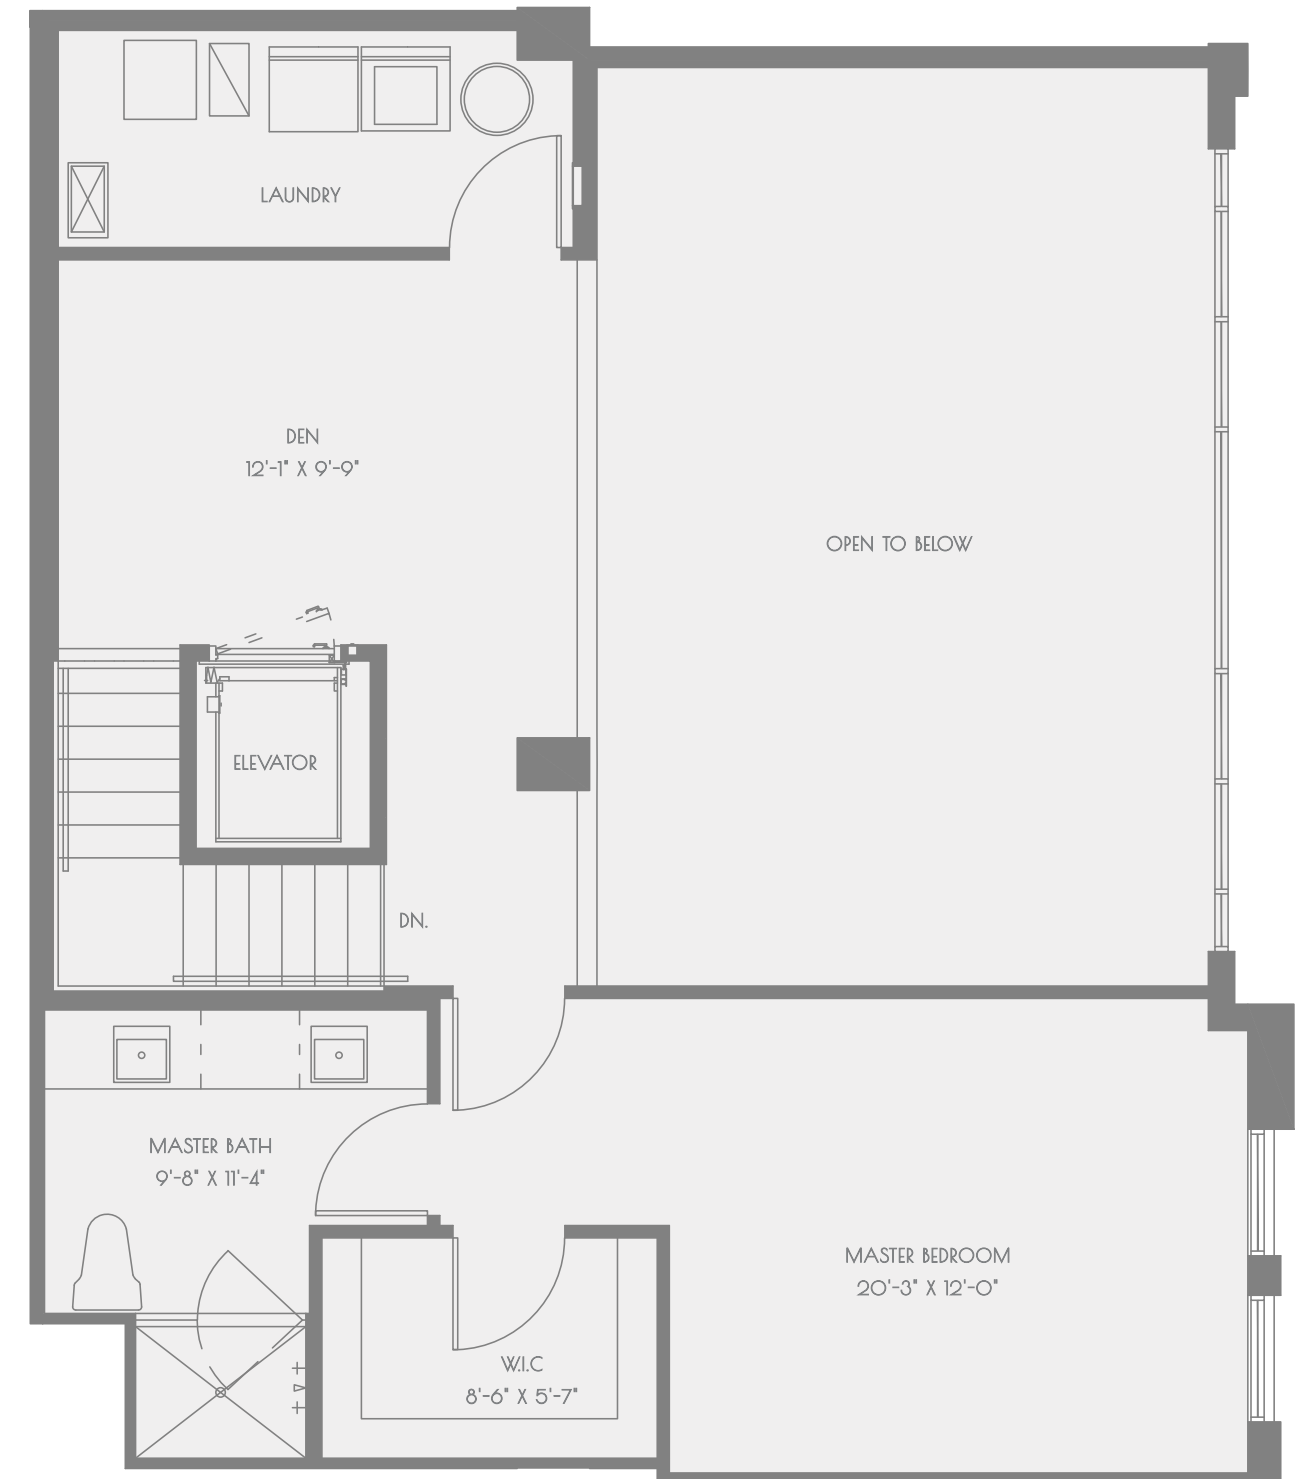 LAUNDRY
DEN
12'-1" X 9'-9"
OPEN TO BELOW
ELEVATOR
DN.
MASTER BATH
9'-8" X 11'-4"
MASTER BEDROOM
20'-3" X 12'-0"
W.I.C
8'-6" X 5'-7"